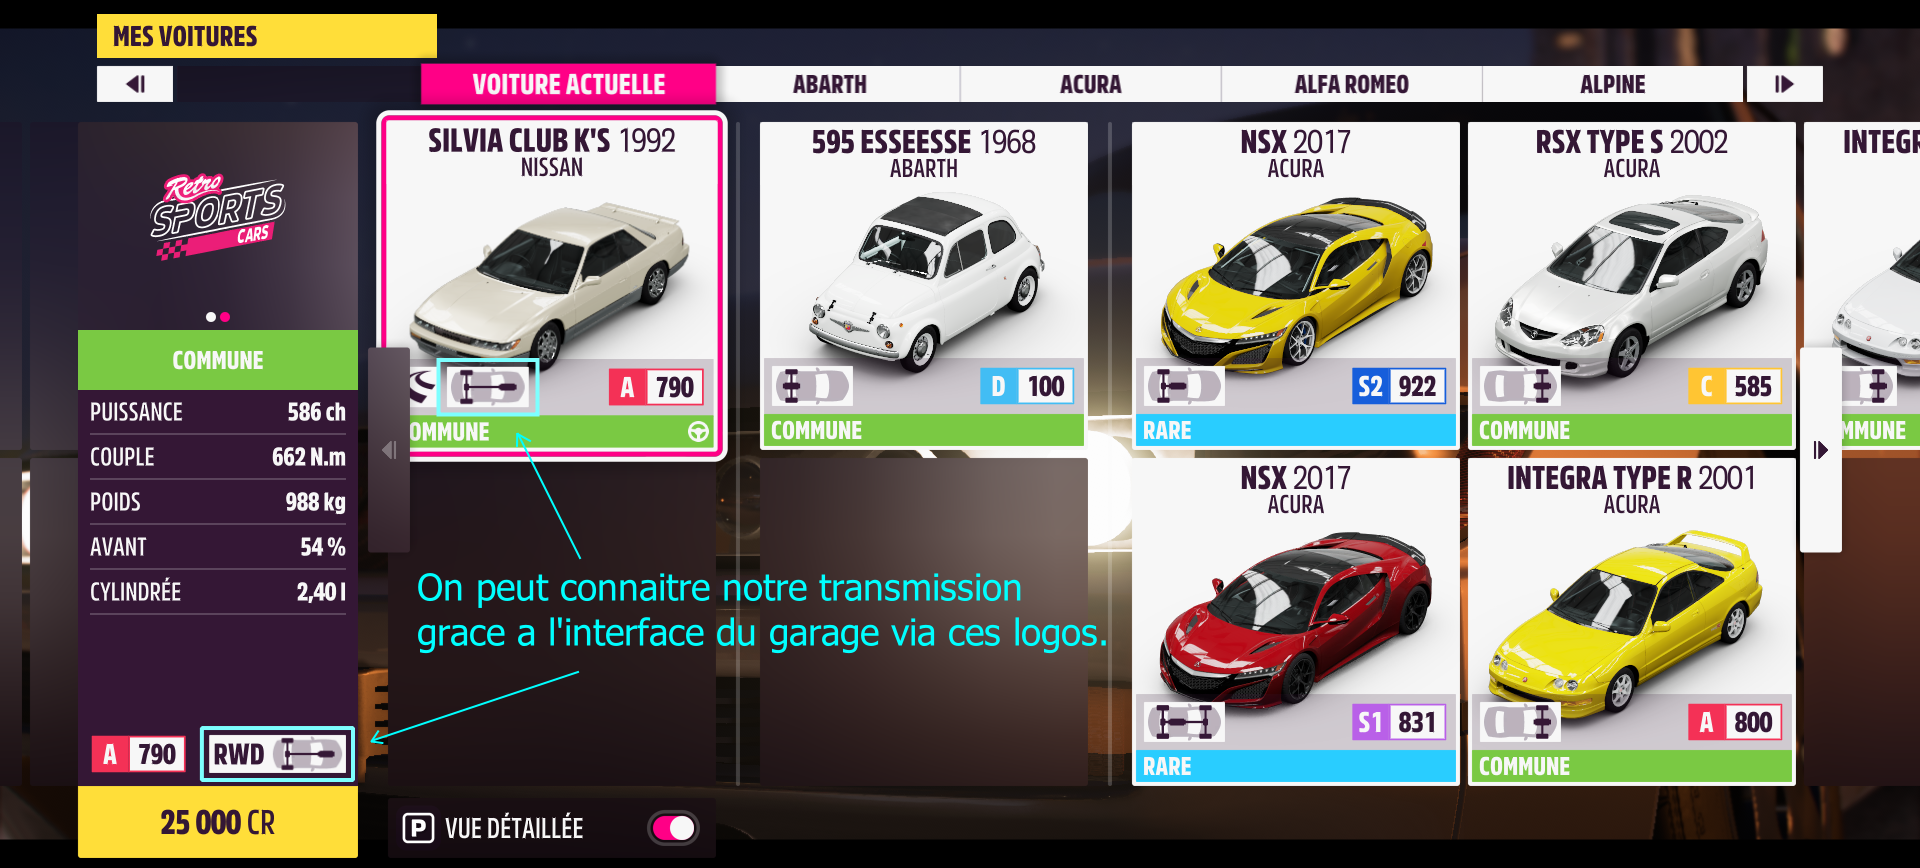 MES VOITURES
VOITURE ACTUELLE
ABARTH
ACURA
ALFA ROMEO
ALPINE
Retro
SPORTS
CARS
COMMUNE
PUISSANCE 586 ch
COUPLE 662 N.m
POIDS 988 kg
AVANT 54 %
CYLINDRÉE 2,40 l
A 790 RWD
25 000 CR
SILVIA CLUB K'S 1992
NISSAN
A 790
OMMUNE
595 ESSEESSE 1968
ABARTH
D 100
COMMUNE
NSX 2017
ACURA
S2 922
RARE
RSX TYPE S 2002
ACURA
C 585
COMMUNE
INTEGR
MMUNE
On peut connaitre notre transmission
grace a l'interface du garage via ces logos.
NSX 2017
ACURA
S1 831
RARE
INTEGRA TYPE R 2001
ACURA
A 800
COMMUNE
P VUE DÉTAILLÉE